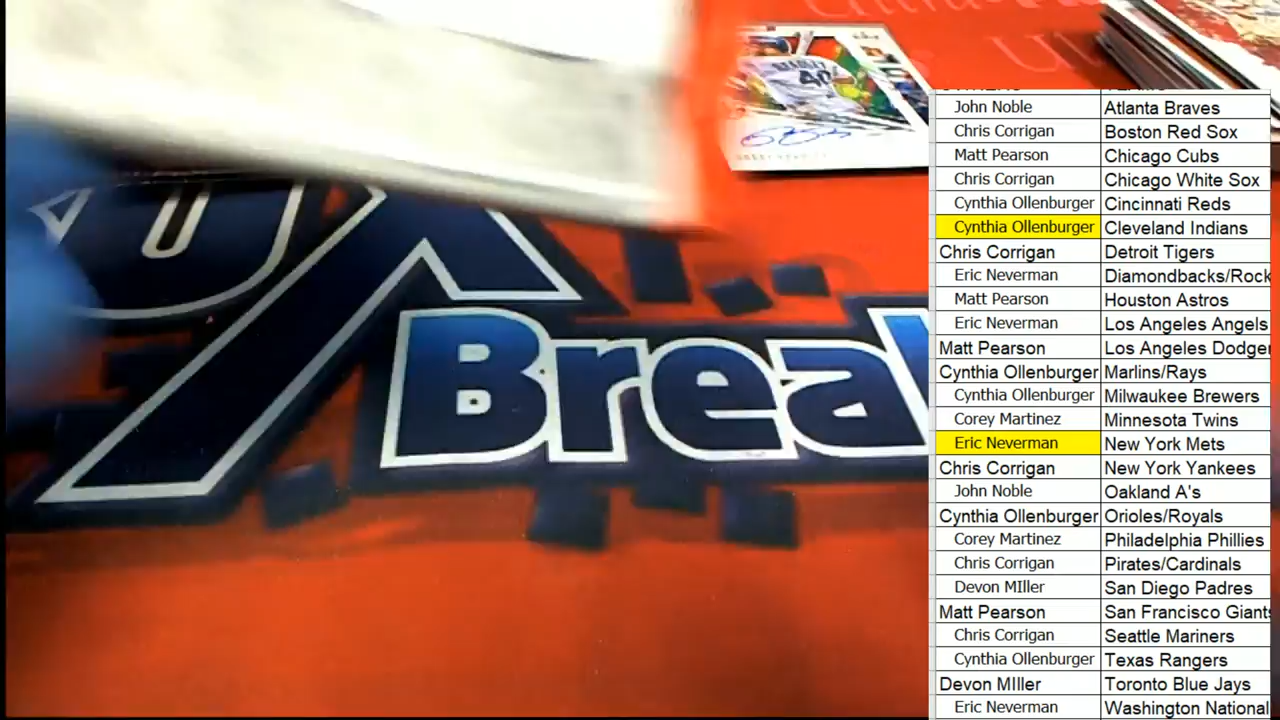 BRADLEY
40
Brea
John Noble Atlanta Braves
Chris Corrigan Boston Red Sox
Matt Pearson Chicago Cubs
Chris Corrigan Chicago White Sox
Cynthia Ollenburger Cincinnati Reds
Cynthia Ollenburger Cleveland Indians
Chris Corrigan Detroit Tigers
Eric Neverman Diamondbacks/Rock
Matt Pearson Houston Astros
Eric Neverman Los Angeles Angels
Matt Pearson Los Angeles Dodger
Cynthia Ollenburger Marlins/Rays
Cynthia Ollenburger Milwaukee Brewers
Corey Martinez Minnesota Twins
Eric Neverman New York Mets
Chris Corrigan New York Yankees
John Noble Oakland A's
Cynthia Ollenburger Orioles/Royals
Corey Martinez Philadelphia Phillies
Chris Corrigan Pirates/Cardinals
Devon MIller San Diego Padres
Matt Pearson San Francisco Giants
Chris Corrigan Seattle Mariners
Cynthia Ollenburger Texas Rangers
Devon MIller Toronto Blue Jays
Eric Neverman Washington National